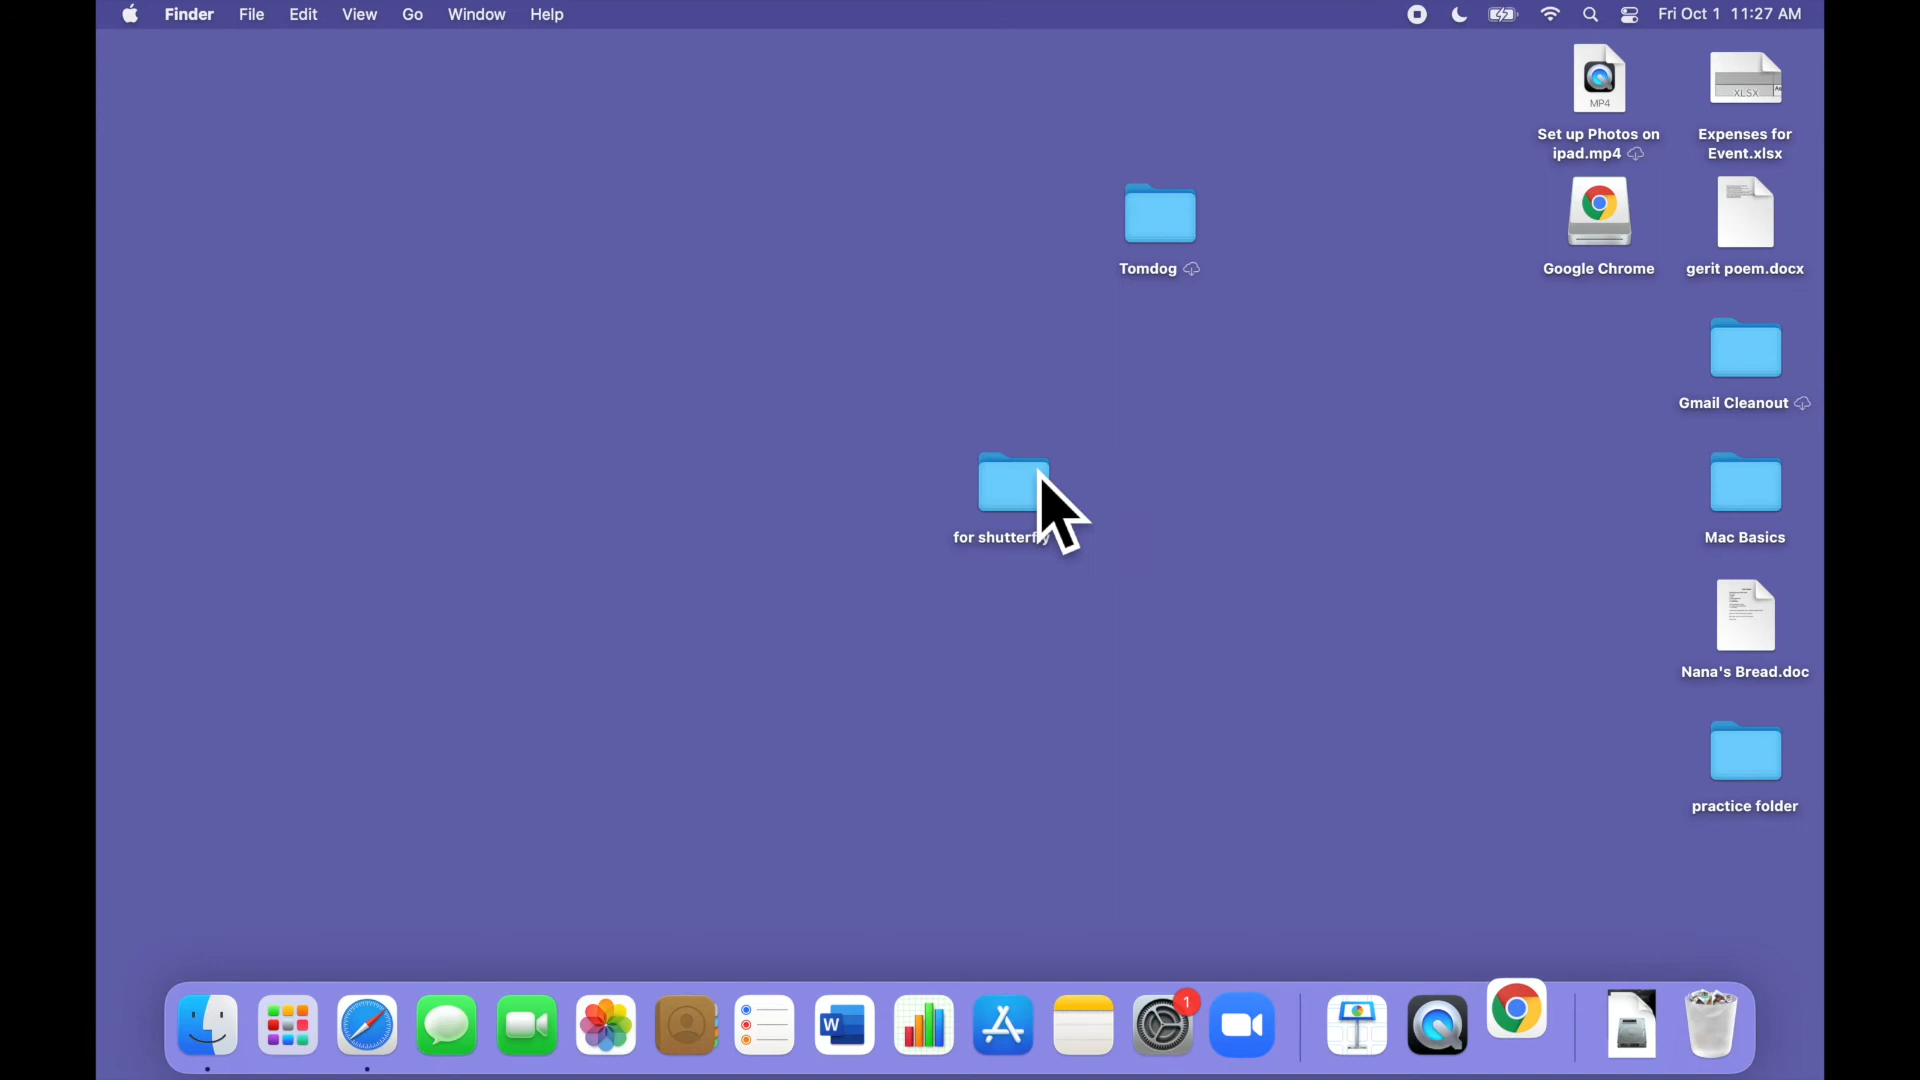 Finder File Edit View Go Window Help
Fri Oct 1 11:27 AM
MP4
XLSX
Set up Photos on
ipad.mp4
Expenses for
Event.xlsx
Tomdog
Google Chrome
gerit poem.docx
Gmail Cleanout
for shutterfly
Mac Basics
Nana's Bread.doc
practice folder
W
1